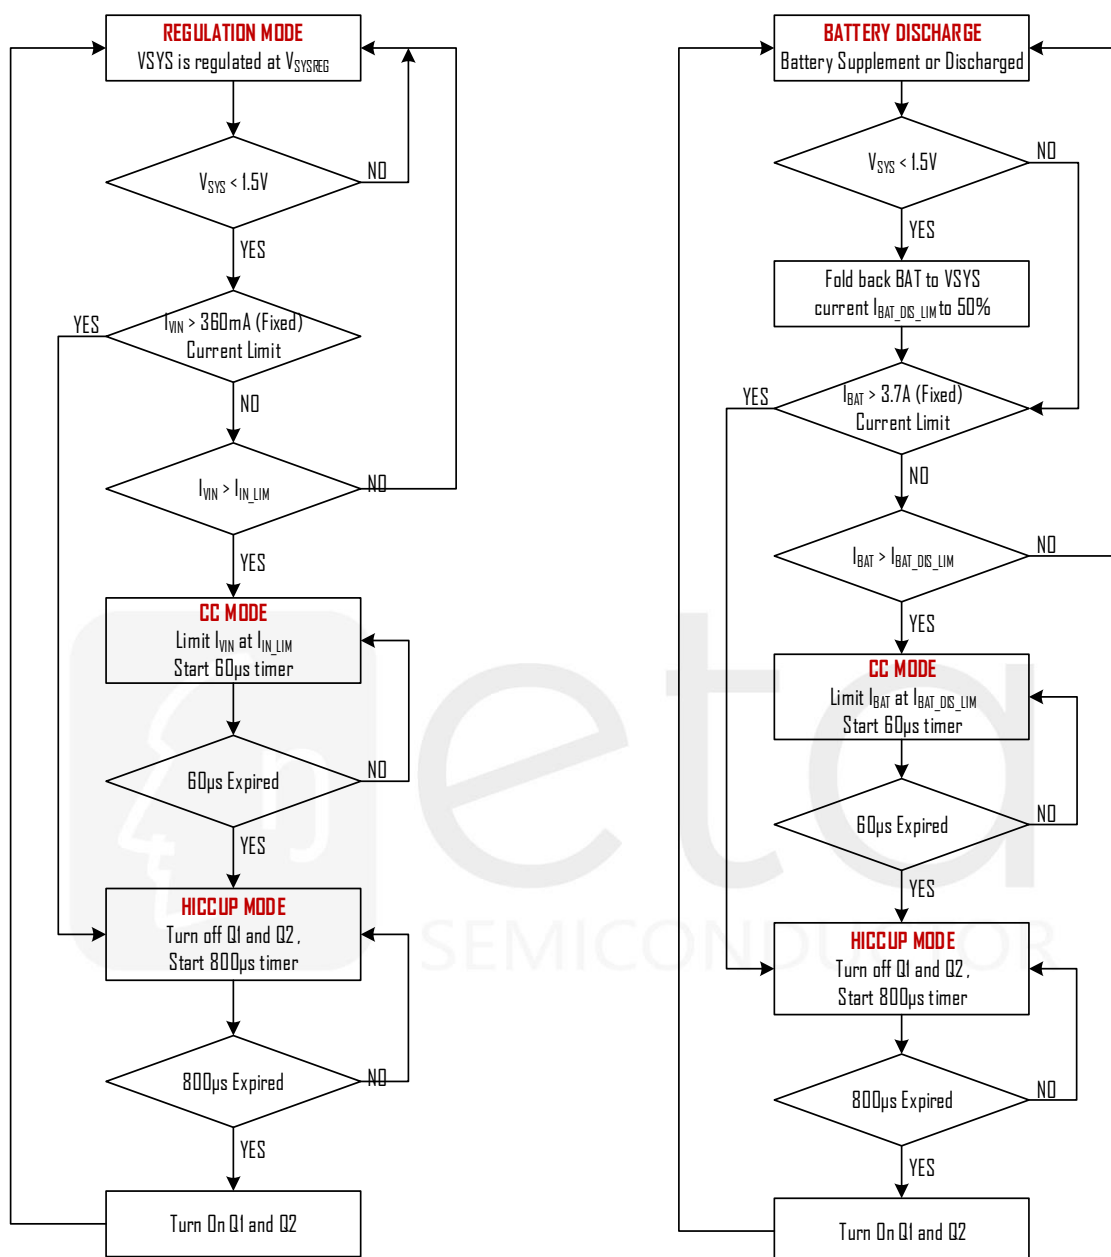 REGULATION MODE
VSYS is regulated at VSYSREG
VSYS < 1.5V
NO
YES
IVIN > 360mA (Fixed)
Current Limit
YES
NO
IVIN > IIN_LIM
NO
YES
CC MODE
Limit IVIN at IIN_LIM
Start 60µs timer
60µs Expired
NO
YES
HICCUP MODE
Turn off Q1 and Q2 ,
Start 800µs timer
800µs Expired
NO
YES
Turn On Q1 and Q2
BATTERY DISCHARGE
Battery Supplement or Discharged
VSYS < 1.5V
NO
YES
Fold back BAT to VSYS
current IBAT_DIS_LIM to 50%
YES
IBAT > 3.7A (Fixed)
Current Limit
NO
IBAT > IBAT_DIS_LIM
NO
YES
CC MODE
Limit IBAT at IBAT_DIS_LIM
Start 60µs timer
60µs Expired
NO
YES
HICCUP MODE
Turn off Q1 and Q2 ,
Start 800µs timer
800µs Expired
NO
YES
Turn On Q1 and Q2
eta
SEMICONDUCTOR